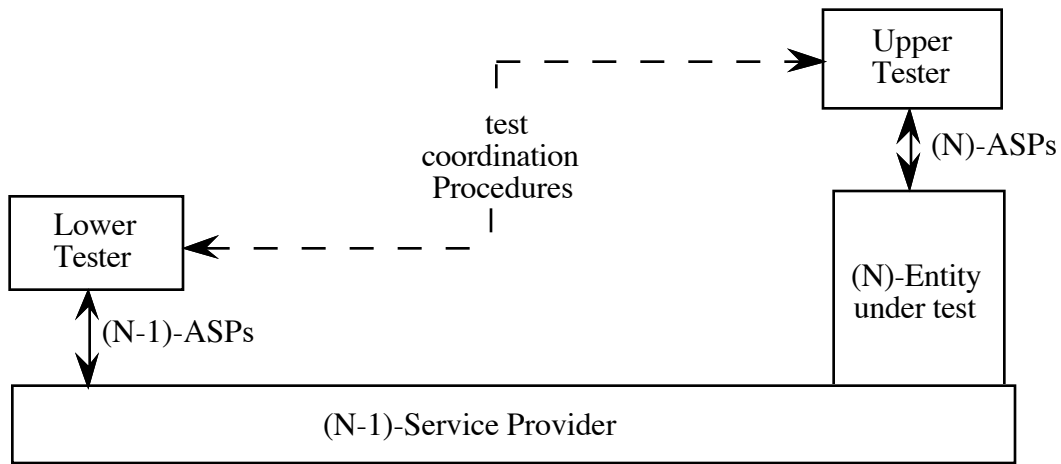 Upper
Tester
test
coordination
Procedures
(N)-ASPs
Lower
Tester
(N)-Entity
under test
(N-1)-ASPs
(N-1)-Service Provider